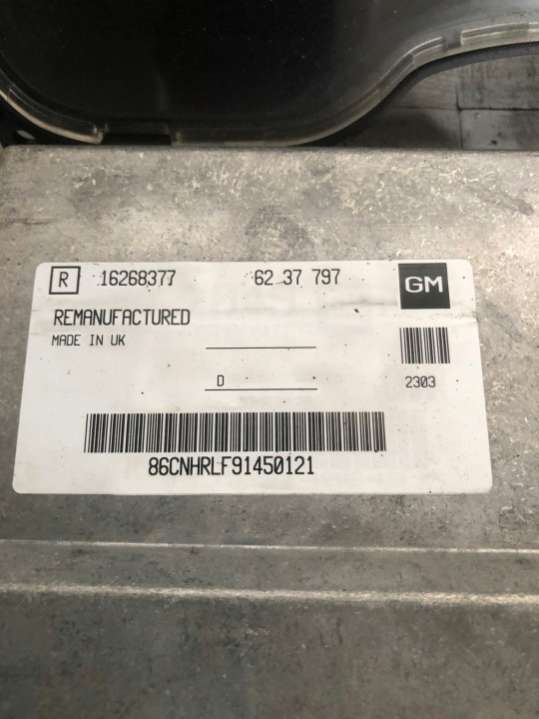 R 16268377 62 37 797 GM
REMANUFACTURED
MADE IN UK
D
2303
86CNHRLF91450121